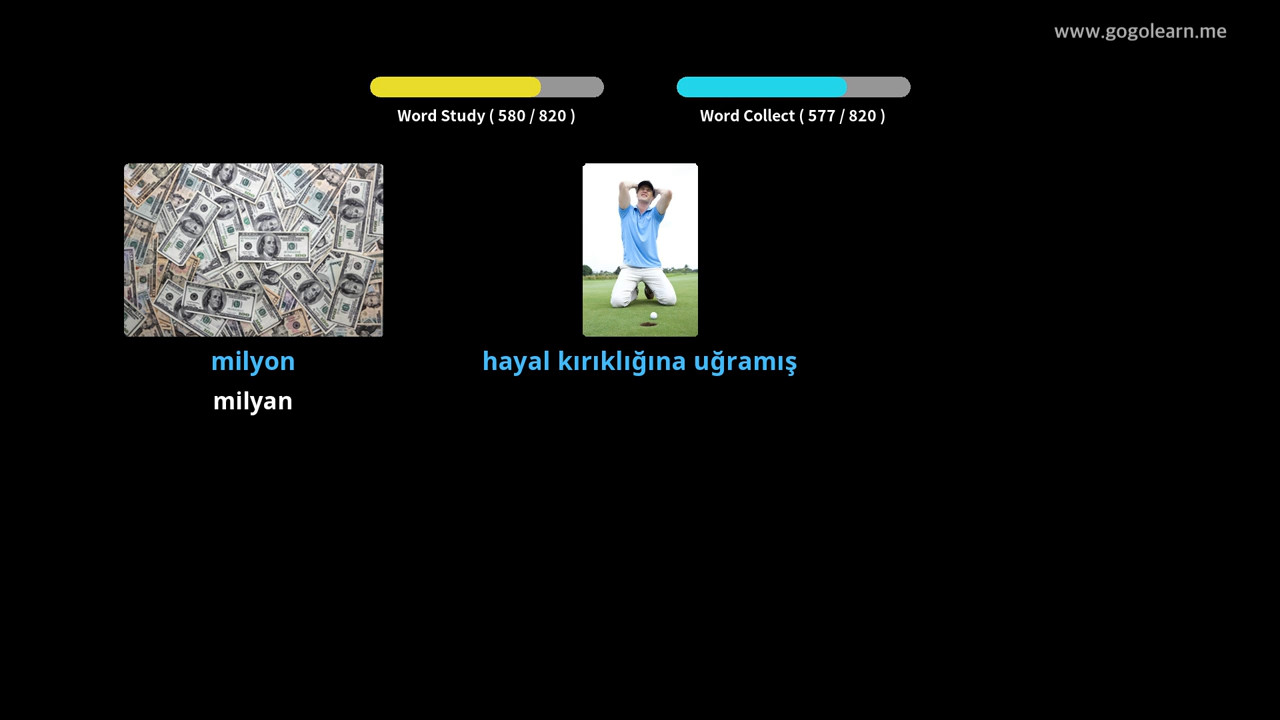 www.gogolearn.me
Word Study ( 580 / 820 )
Word Collect ( 577 / 820 )
milyon
milyan
hayal kırıklığına uğramış